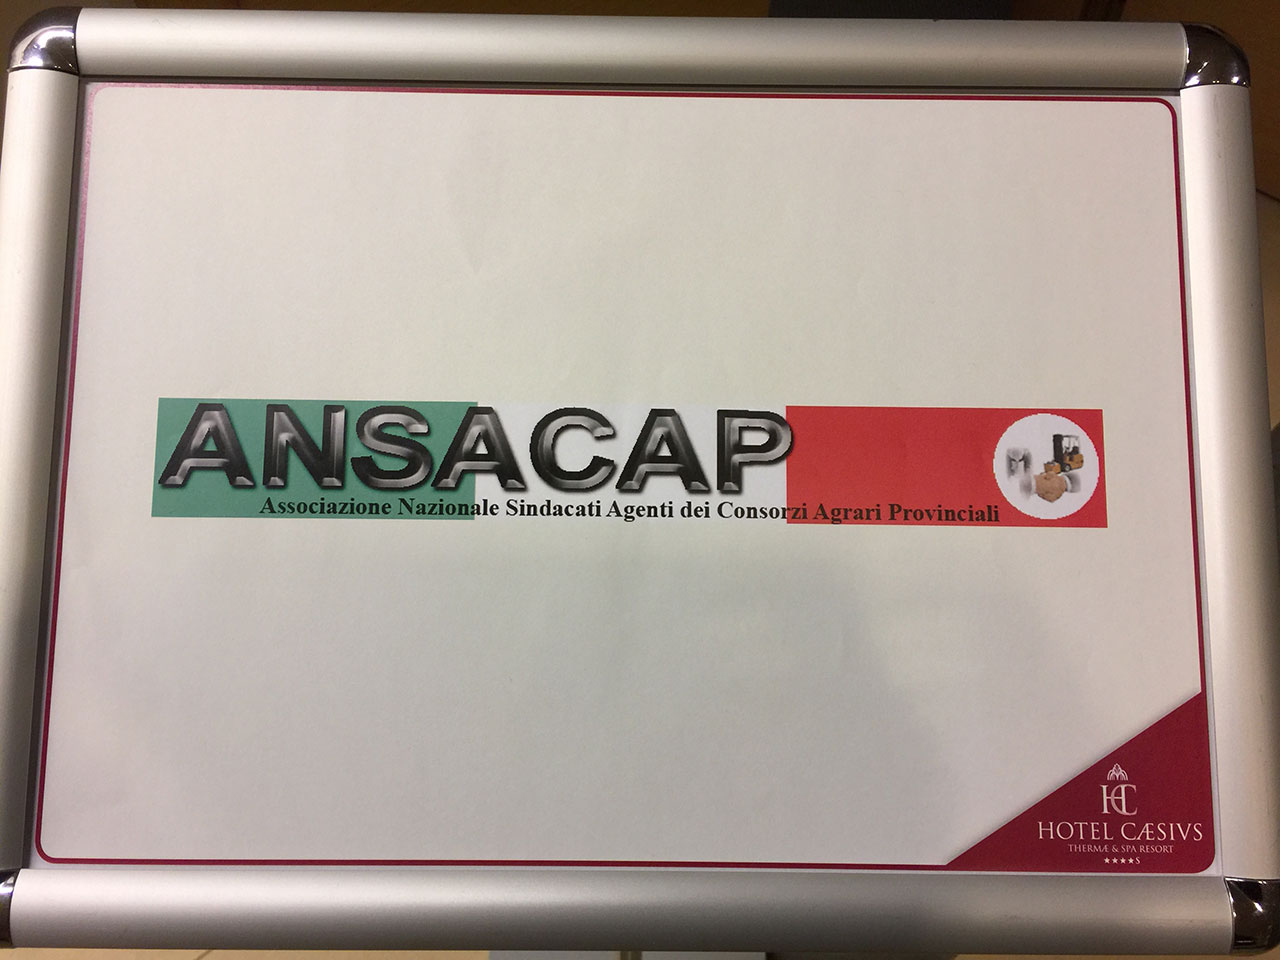 ANSACAP
Associazione Nazionale Sindacati Agenti dei Consorzi Agrari Provinciali
HC
HOTEL CÆSIVS
THERMÆ & SPA RESORT
★★★★S